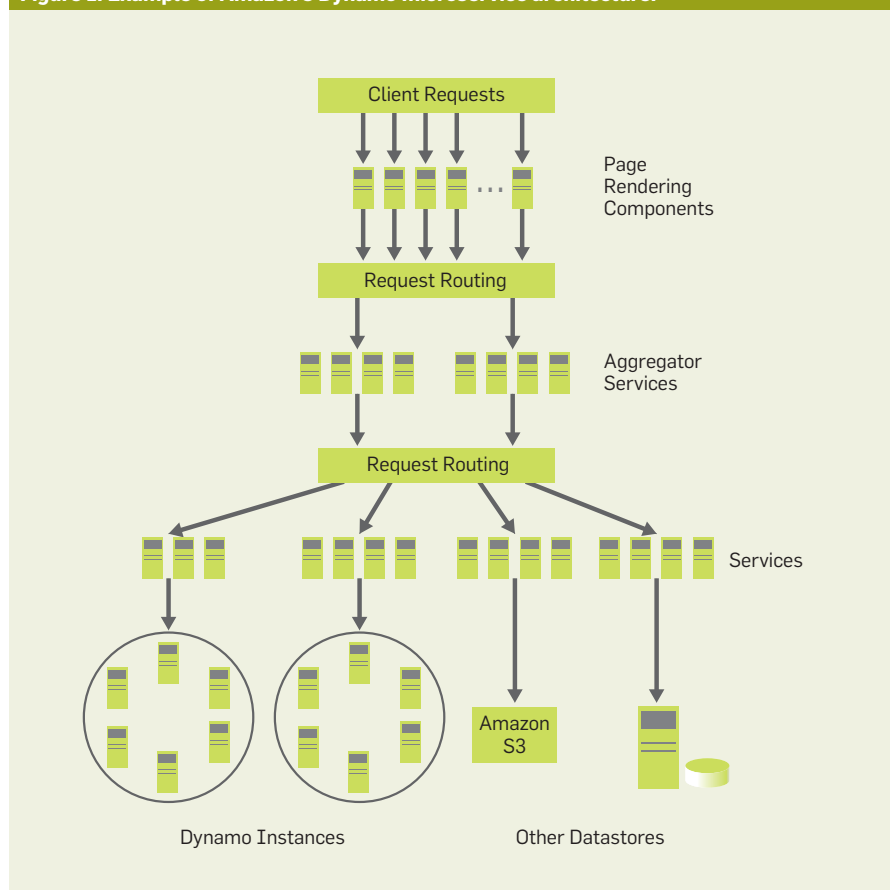 Client Requests
Page
Rendering
Components
...
Request Routing
Aggregator
Services
Request Routing
Services
Amazon
S3
Dynamo Instances
Other Datastores